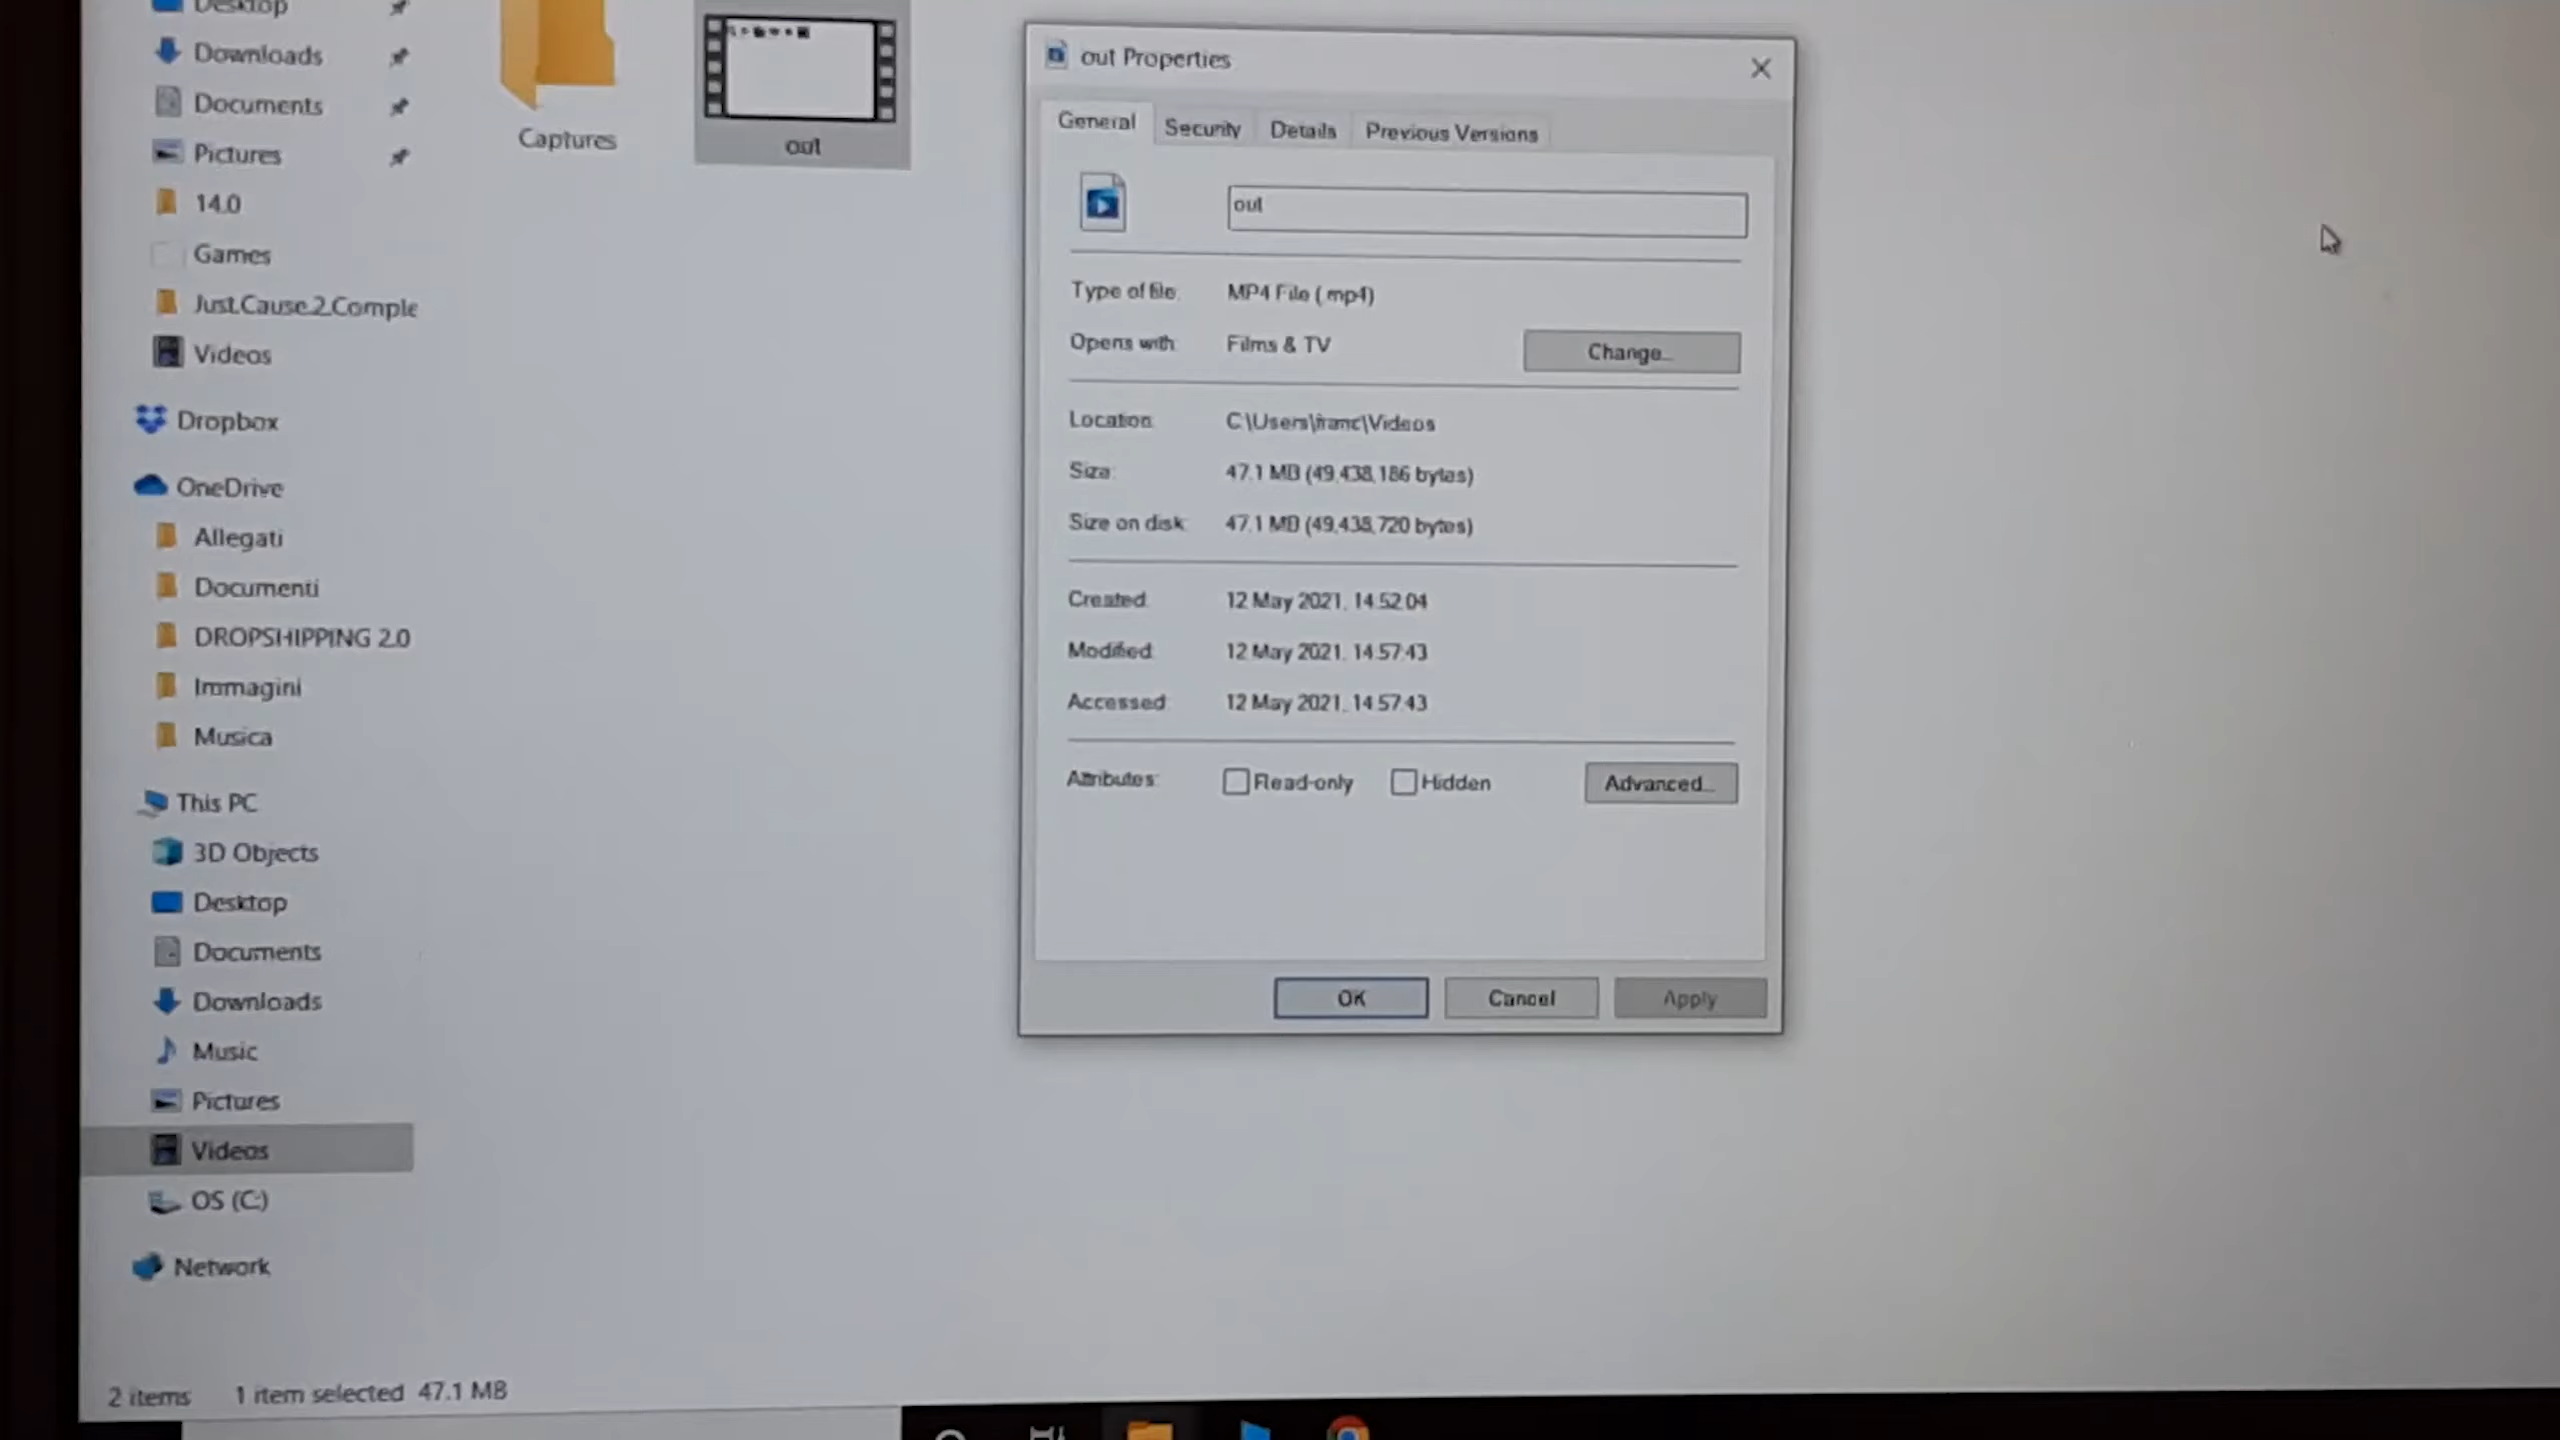 Desktop
Downloads
Documents
Pictures
14.0
Games
Just.Cause.2.Comple
Videos
Dropbox
OneDrive
Allegati
Documenti
DROPSHIPPING 2.0
Immagini
Musica
This PC
3D Objects
Desktop
Documents
Downloads
Music
Pictures
Videos
OS (C:)
Network
2 items 1 item selected 47.1 MB
Captures
out
out Properties
General Security Details Previous Versions
out
Type of file: MP4 File (.mp4)
Opens with: Films & TV Change...
Location: C:\Users\franc\Videos
Size: 47.1 MB (49,438,186 bytes)
Size on disk: 47.1 MB (49,438,720 bytes)
Created: 12 May 2021, 14:52:04
Modified: 12 May 2021, 14:57:43
Accessed: 12 May 2021, 14:57:43
Attributes: Read-only Hidden Advanced...
OK Cancel Apply